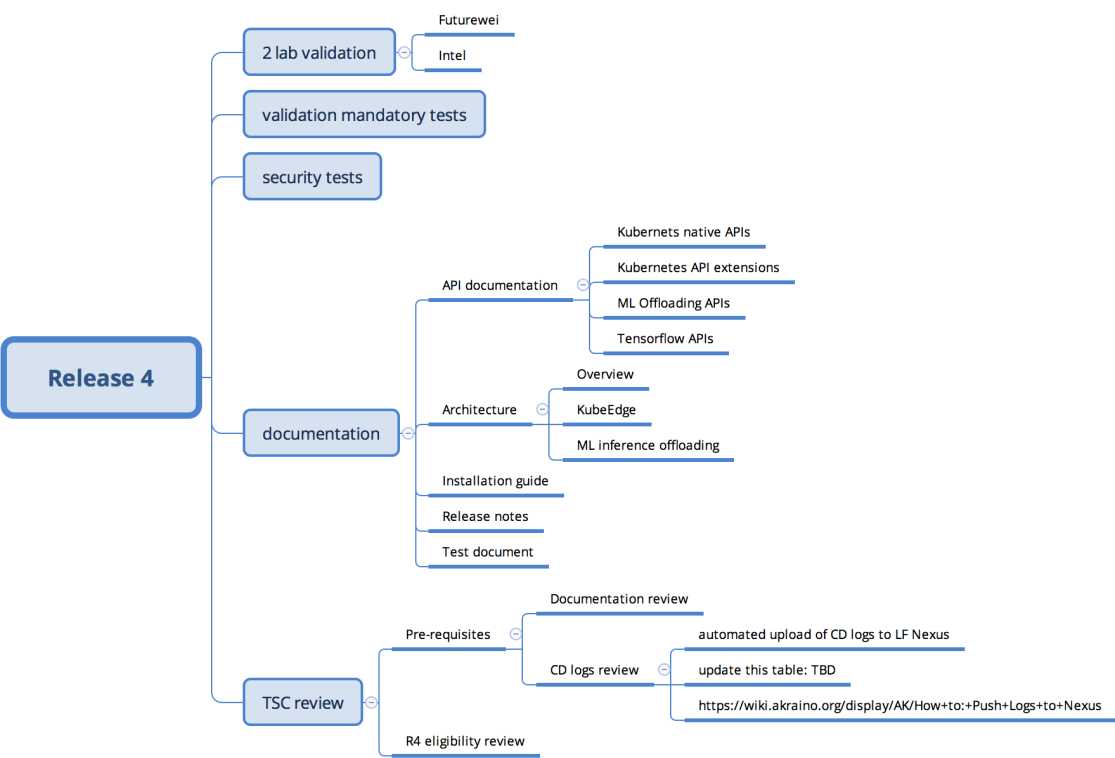 Release 4
2 lab validation
Futurewei
Intel
validation mandatory tests
security tests
documentation
API documentation
Kubernets native APIs
Kubernetes API extensions
ML Offloading APIs
Tensorflow APIs
Architecture
Overview
KubeEdge
ML inference offloading
Installation guide
Release notes
Test document
TSC review
Pre-requisites
Documentation review
CD logs review
automated upload of CD logs to LF Nexus
update this table: TBD
https://wiki.akraino.org/display/AK/How+to:+Push+Logs+to+Nexus
R4 eligibility review